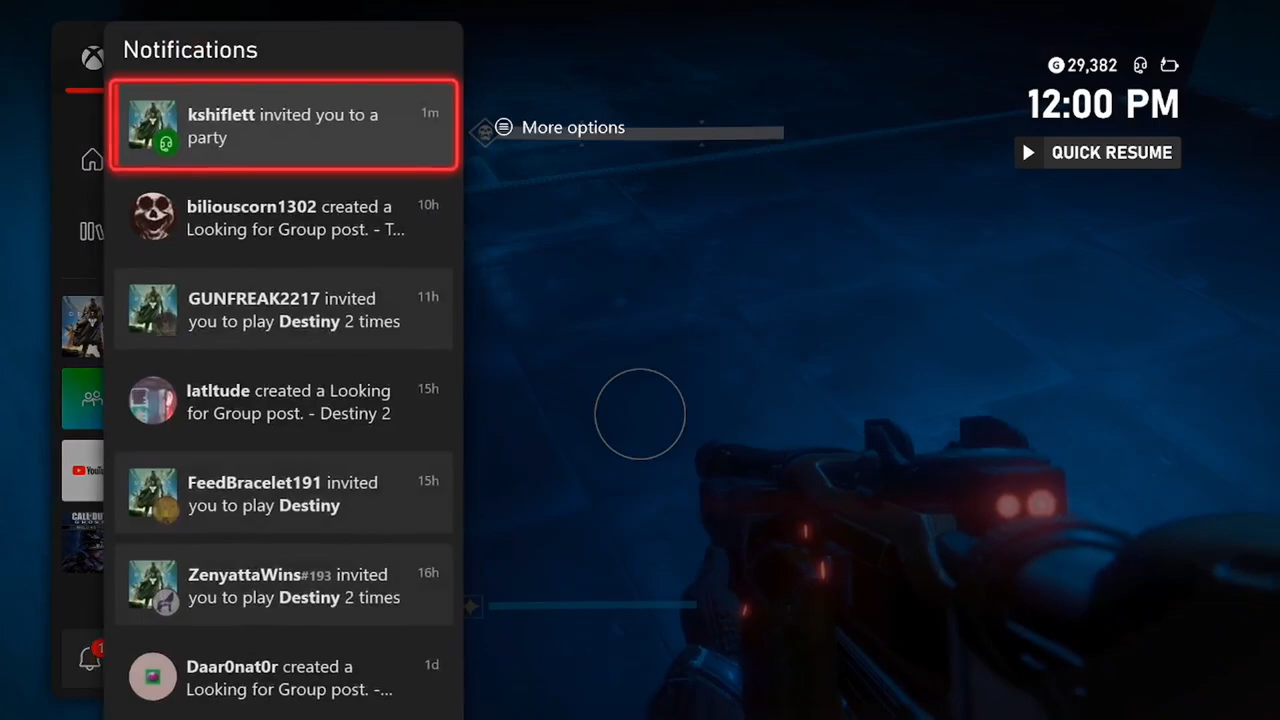 Notifications
kshiflett invited you to a
party
1m
biliouscorn1302 created a
Looking for Group post. - T...
10h
GUNFREAK2217 invited
you to play Destiny 2 times
11h
latltude created a Looking
for Group post. - Destiny 2
15h
FeedBracelet191 invited
you to play Destiny
15h
ZenyattaWins#193 invited
you to play Destiny 2 times
16h
Daar0nat0r created a
Looking for Group post. -...
1d
More options
G 29,382
12:00 PM
QUICK RESUME
CALL OF DUTY